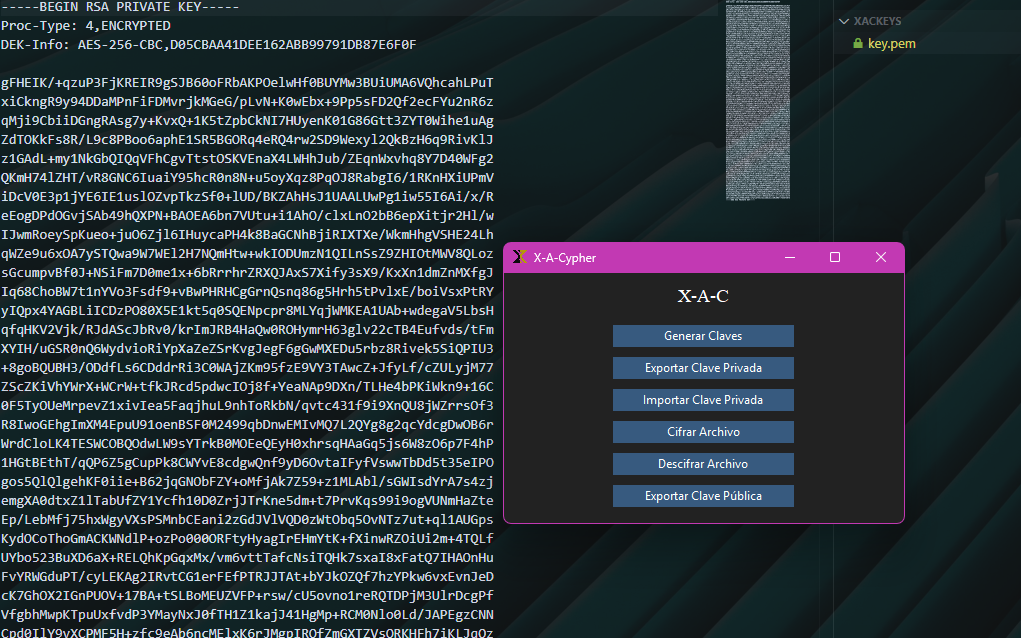 -----BEGIN RSA PRIVATE KEY-----
Proc-Type: 4,ENCRYPTED
DEK-Info: AES-256-CBC,D05CBAA41DEE162ABB99791DB87E6F0F
gFHEIK/+qzuP3FjKREIR9gSJB60oFRbAKPOelwHf0BUYMw3BUiUMA6VQhcahLPuT
xiCkngR9y94DDaMPnFiFDMvrjkMGeG/pLvN+K0wEbx+9Pp5sFD2Qf2ecFYu2nR6z
qMji9CbiiDGngRAsg7y+KvxQ+1K5tZpbCkNI7HUyenK01G86Gtt3ZYT0Wihe1uAg
ZdTOKkFs8R/L9c8PBoo6aphE1SR5BGORq4eRQ4rw2SD9Wexyl2QkBzH6q9RivKlJ
z1GAdL+my1NkGbQIQqVFhCgvTtstOSKVEnaX4LWHhJub/ZEqnWxvhq8Y7D40WFg2
QKmH74lZHT/vR8GNC6IuaiY95hcR0n8N+u5oyXqz8PqOJ8RabgI6/1RKnHXiUPmV
iDcV0E3p1jYE6IE1uslOZvpTkzSf0+lUD/BKZAhHsJ1UAALUwPg1iw55I6Ai/x/R
eEogDPdOGvjSAb49hQXPN+BAOEA6bn7VUtu+i1AhO/clxLnO2bB6epXitjr2Hl/w
IJwmRoeySpKueo+juO6Zjl6IHuycaPH4k8BaGCNhBjiRIXTXe/WkmHhgVSHE24Lh
qWZe9u6xOA7ySTQwa9W7WEl2H7NQmHtw+wkIODUmzN1QILnSsZ9ZHIOtMWV8QLoz
sGcumpvBf0J+NSiFm7D0me1x+6bRrrhrZRXQJAxS7Xify3sX9/KxXn1dmZnMXfgJ
Iq68ChoBW7t1nYVo3Fsdf9+vBwPHRHCgGrnQsnq86g5Hrh5tPvlxE/boiVsxPtRY
yIQpx4YAGBLiICDzPO80X5E1kt5q0SQENpcpr8MLYqjWMKEA1UAb+wdegaV5LbsH
qfqHKV2Vjk/RJdAScJbRv0/krImJRB4HaQw0ROHymrH63glv22cTB4Eufvds/tFm
XYIH/uGSR0nQ6WydvioRiYpXaZeZSrKvgJegF6gGwMXEDu5rbz8Rivek5SiQPIU3
+8goBQUBH3/ODdfLs6CDddrRi3C0WAjZKm95fzE9VY3TAwcZ+JfyLf/cZULyjM77
ZScZKiVhYWrX+WCrW+tfkJRcd5pdwcIOj8f+YeaNAp9DXn/TLHe4bPKiWkn9+16C
0F5TyOUeMrpevZ1xivIea5FaqjhuL9nhToRkbN/qvtc431f9i9XnQU8jWZrrsOf3
R8IwoGEhgImXM4EpuU91oenBSF0M2499qbDnwEMIvMQ7L2QYg8g2qcYdcgDwOB6r
WrdCloLK4TESWCOBQOdwLW9sYTrkB0MOEeQEyH0xhrsqHAaGq5js6W8zO6p7F4hP
1HGtBEthT/qQP6Z5gCupPk8CWYvE8cdgwQnf9yD6OvtaIFyfVswwTbDd5t35eIPO
gos5QlQlgehKF0iie+B62jqGNObFZY+oMfjAk7Z59+z1MLAbl/sGWIsdYrA7s4zj
emgXA0dtxZ1lTabUfZY1Ycfh10D0ZrjJTrKne5dm+t7PrvKqs99i9ogVUNmHaZte
Ep/LebMfj75hxWgyVXsPSMnbCEani2zGdJVlVQD0zWtObq5OvNTz7ut+ql1AUGps
KydOCoThoGmACKWNdlP+ozPo000ORFtyHyagIrEHmYtK+fXinwRZOiUi2m+4TQLf
UYbo523BuXD6aX+RELQhKpGqxMx/vm6vttTafcNsiTQHk7sxaI8xFatQ7IHAOnHu
FvYRWGduPT/cyLEKAg2IRvtCG1erFEfPTRJJTAt+bYJkOZQf7hzYPkw6vxEvnJeD
cK7GhOX2IGnPUOV+17BA+tSLBoMEUZVFP+rsw/cU5ovno1reRQTDPjM3UlrDcgPf
VfgbhMwpKTpuUxfvdP3YMayNxJ0fTH1Z1kajJ41HgMp+RCM0Nlo0Ld/JAPEgzCNN
Cpd0JlY9vXCPMF5H+zfc9eAb6ncMElxK6rJMgpIROfZmGXTZVsORKHFh7iKLJqOz
XACKEYS
key.pem
X-A-Cypher
X-A-C
Generar Claves
Exportar Clave Privada
Importar Clave Privada
Cifrar Archivo
Descifrar Archivo
Exportar Clave Pública